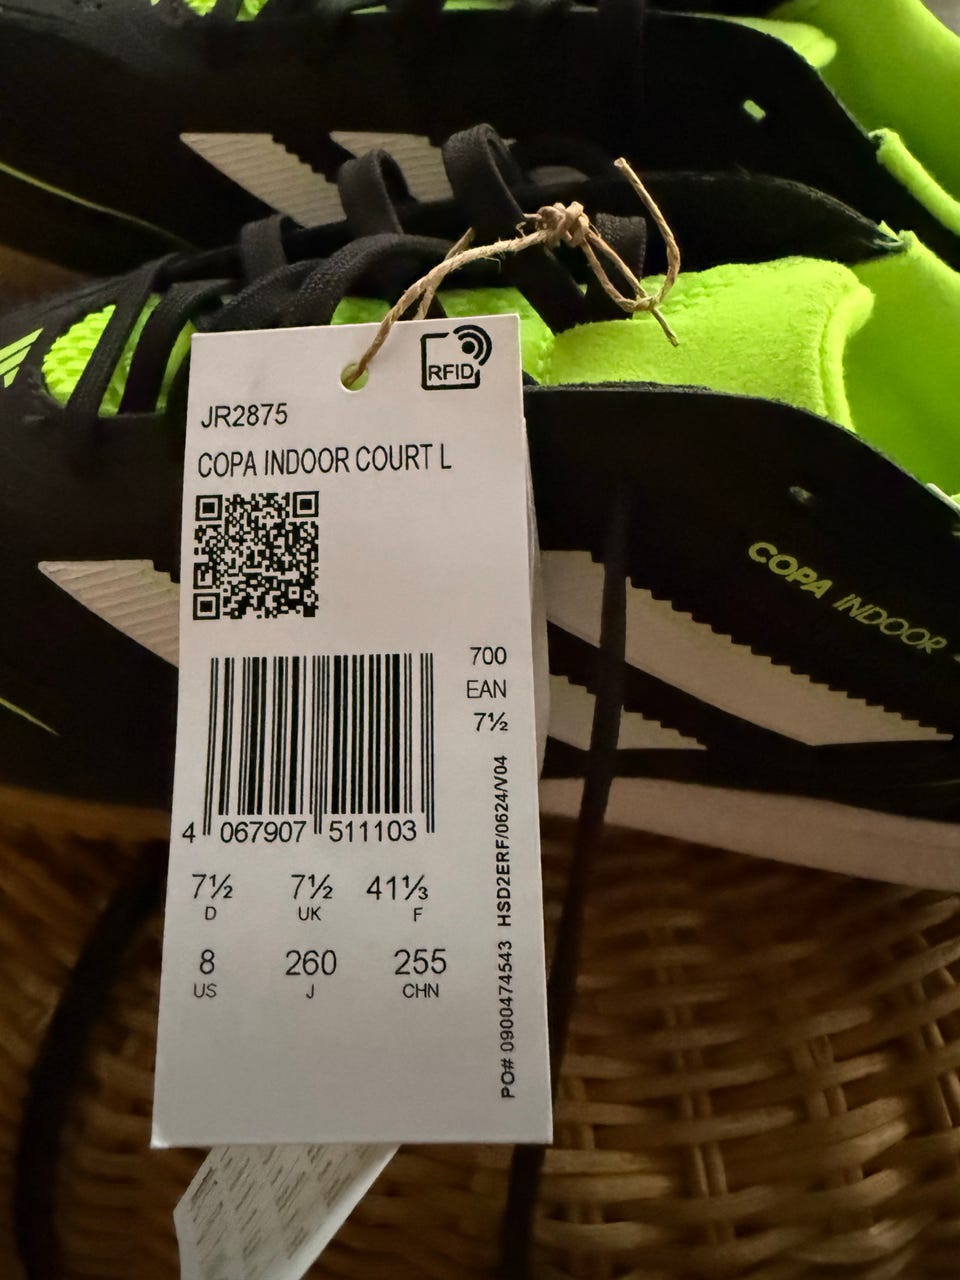 RFID
JR2875
COPA INDOOR COURT L
700
EAN
7½
4 067907 511103
7½ 7½ 41⅓
D UK F
8 260 255
US J CHN
PO# 0900474543 HSD2ERF/0624/V04
COPA INDOOR